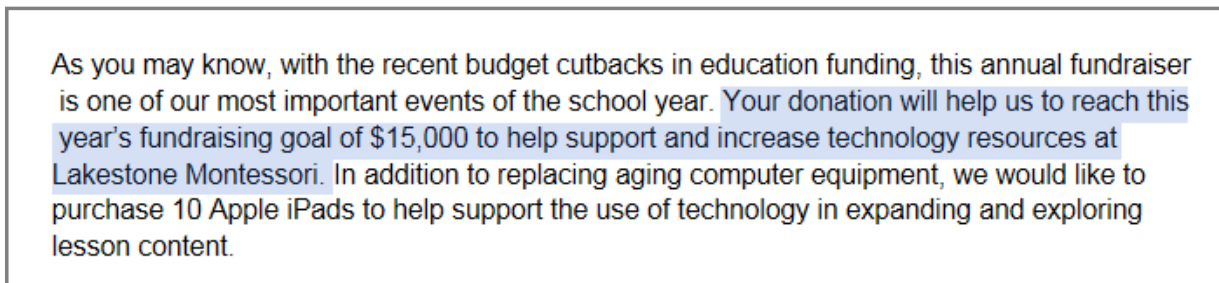 As you may know, with the recent budget cutbacks in education funding, this annual fundraiser
is one of our most important events of the school year. Your donation will help us to reach this
year’s fundraising goal of $15,000 to help support and increase technology resources at
Lakestone Montessori. In addition to replacing aging computer equipment, we would like to
purchase 10 Apple iPads to help support the use of technology in expanding and exploring
lesson content.